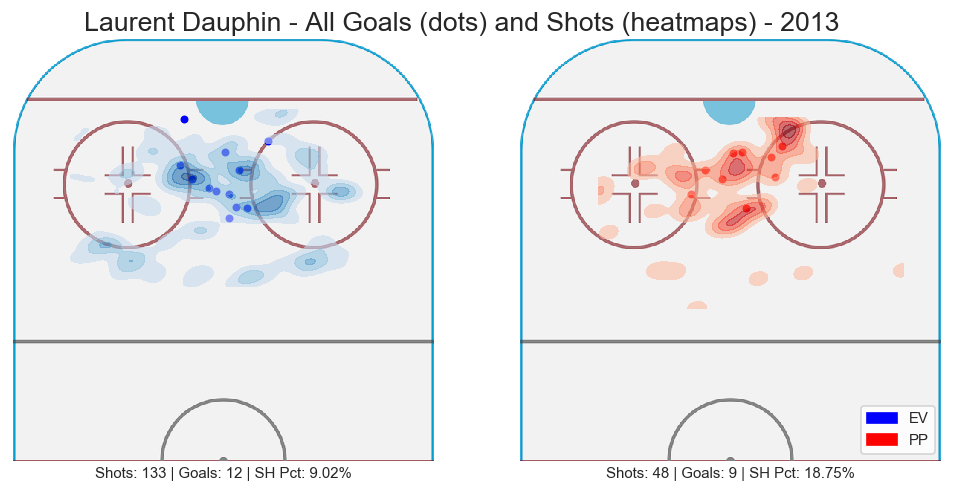 Laurent Dauphin - All Goals (dots) and Shots (heatmaps) - 2013
EV
PP
Shots: 133 | Goals: 12 | SH Pct: 9.02%
Shots: 48 | Goals: 9 | SH Pct: 18.75%